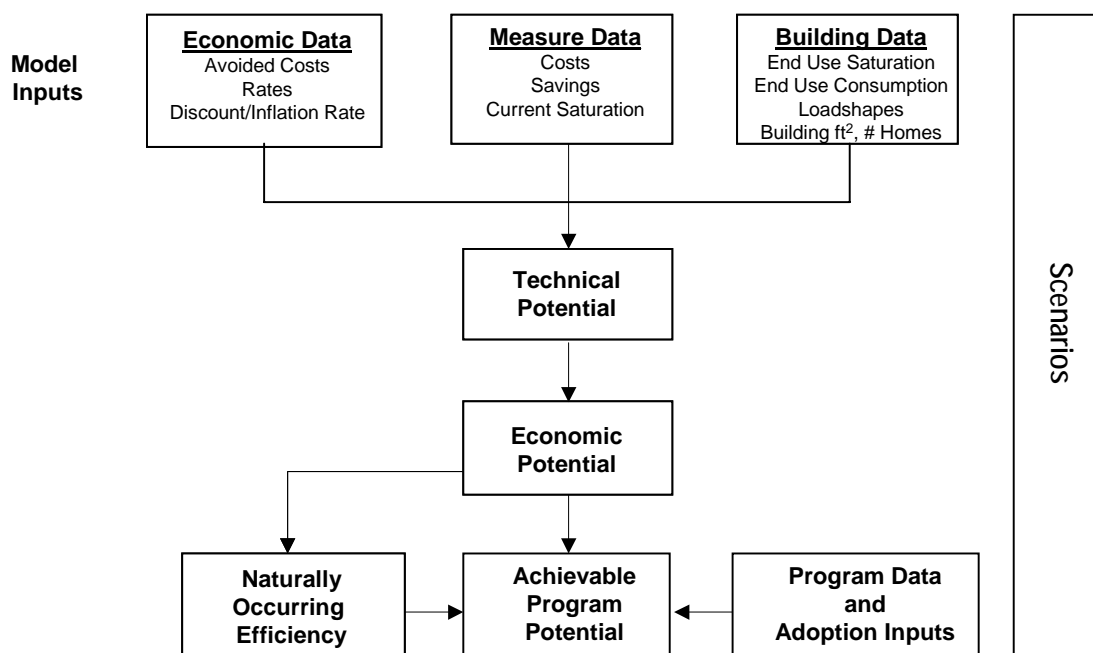 Model
Inputs
Economic Data
Avoided Costs
Rates
Discount/Inflation Rate
Measure Data
Costs
Savings
Current Saturation
Building Data
End Use Saturation
End Use Consumption
Loadshapes
Building ft², # Homes
Technical
Potential
Economic
Potential
Naturally
Occurring
Efficiency
Achievable
Program
Potential
Program Data
and
Adoption Inputs
Scenarios